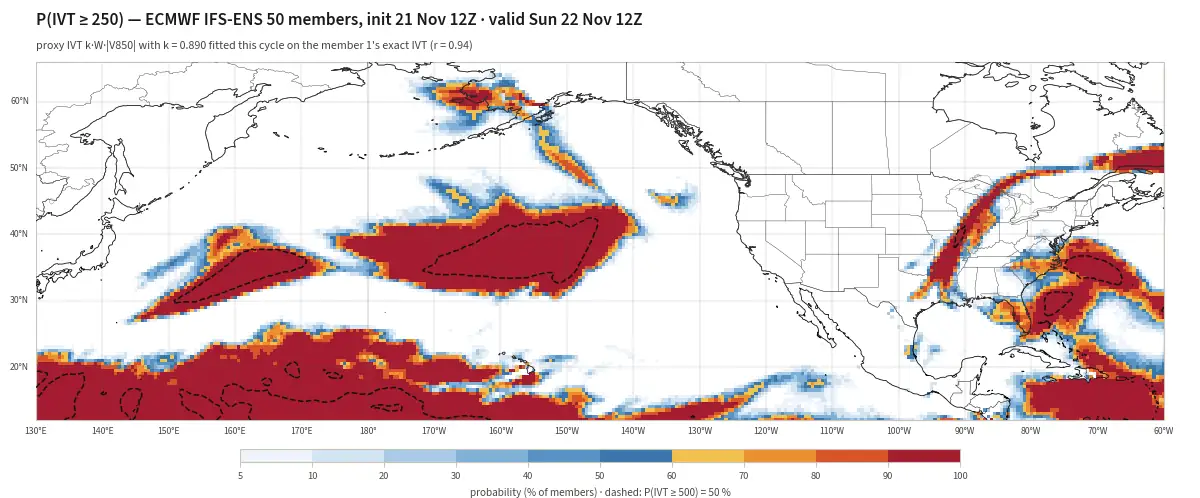 P(IVT ≥ 250) — ECMWF IFS-ENS 50 members, init 21 Nov 12Z · valid Sun 22 Nov 12Z
proxy IVT k·W·|V850| with k = 0.890 fitted this cycle on the member 1's exact IVT (r = 0.94)
60°N
50°N
40°N
30°N
20°N
130°E 140°E 150°E 160°E 170°E 180° 170°W 160°W 150°W 140°W 130°W 120°W 110°W 100°W 90°W 80°W 70°W 60°W
5 10 20 30 40 50 60 70 80 90 100
probability (% of members) · dashed: P(IVT ≥ 500) = 50 %